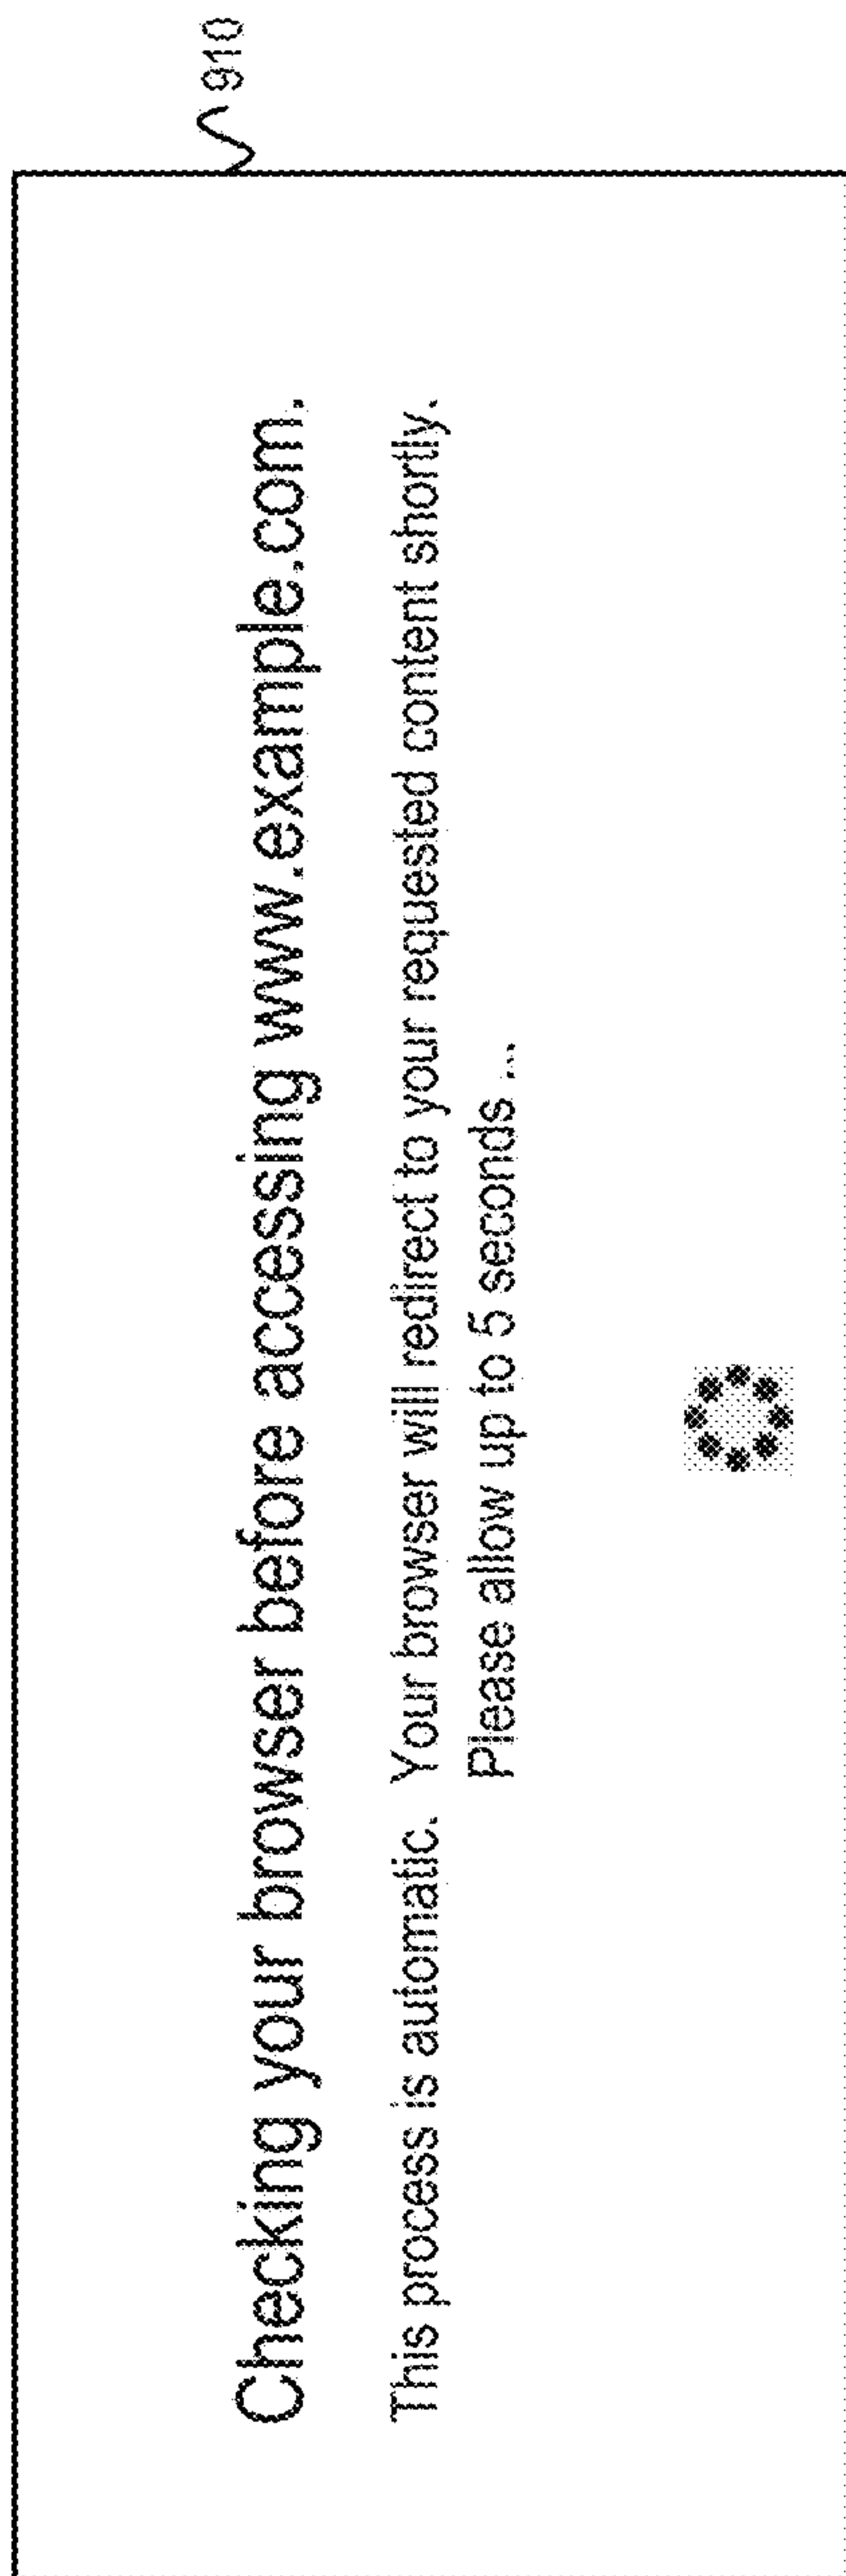 Checking your browser before accessing www.example.com.
This process is automatic. Your browser will redirect to your requested content shortly.
Please allow up to 5 seconds ...
910